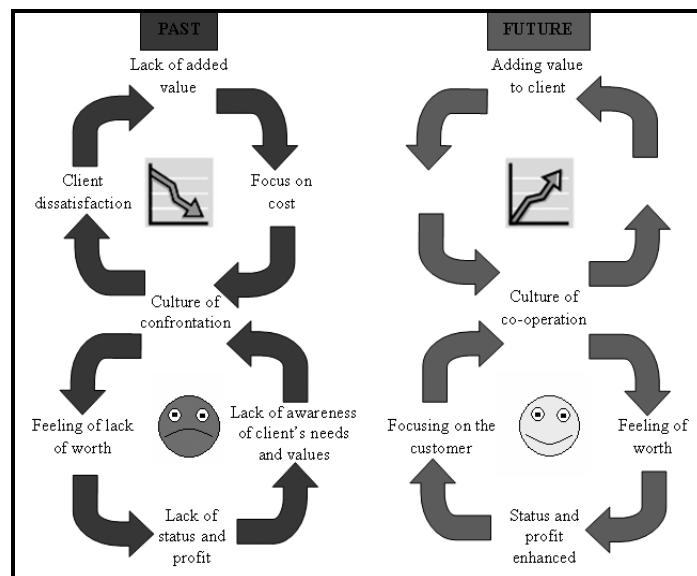 PAST
Lack of added
value
Client
dissatisfaction
Focus on
cost
Culture of
confrontation
Feeling of lack
of worth
Lack of awareness
of client's needs
and values
Lack of
status and
profit
FUTURE
Adding value
to client
Culture of
co-operation
Focusing on the
customer
Feeling of
worth
Status and
profit
enhanced